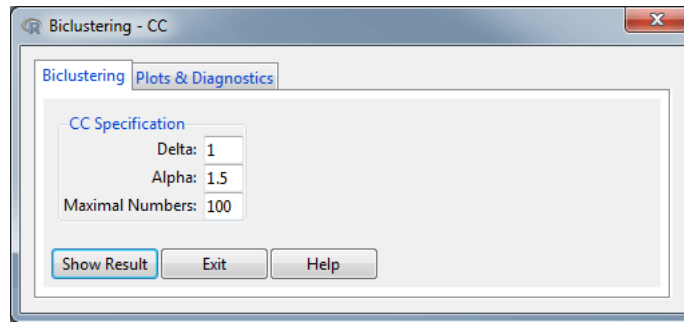 Biclustering - CC
Biclustering Plots & Diagnostics
CC Specification
Delta: 1
Alpha: 1.5
Maximal Numbers: 100
Show Result Exit Help